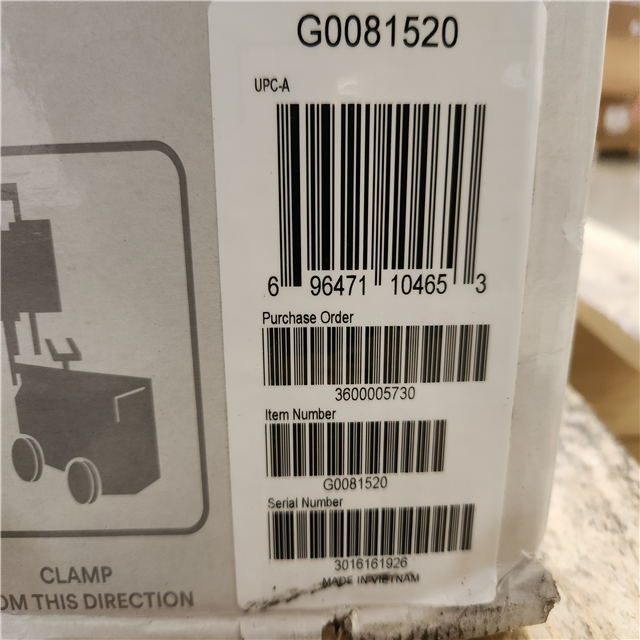 G0081520
UPC-A
6 96471 10465 3
Purchase Order
3600005730
Item Number
G0081520
Serial Number
3016161926
MADE IN VIETNAM
CLAMP
OM THIS DIRECTION